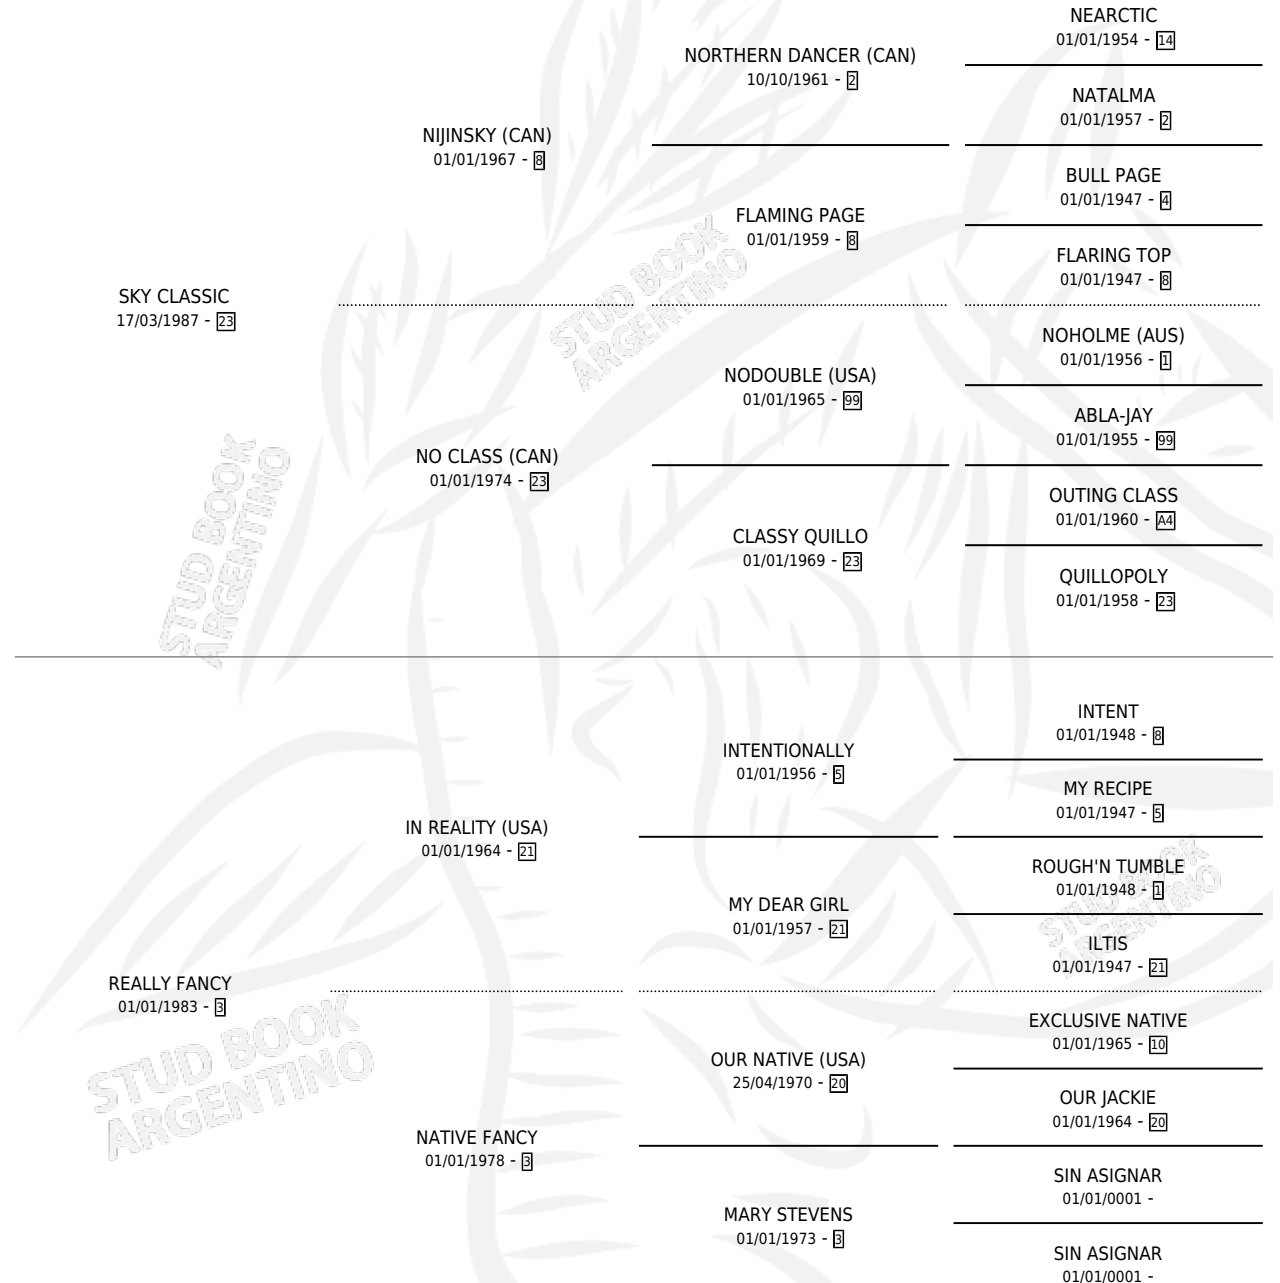 NEARCTIC
01/01/1954 - 14
NORTHERN DANCER (CAN)
10/10/1961 - 2
NATALMA
01/01/1957 - 2
NIJINSKY (CAN)
01/01/1967 - 8
BULL PAGE
01/01/1947 - 4
FLAMING PAGE
01/01/1959 - 8
FLARING TOP
01/01/1947 - 8
SKY CLASSIC
17/03/1987 - 23
STUD BOOK
ARGENTINO
NOHOLME (AUS)
01/01/1956 - 1
NODOUBLE (USA)
01/01/1965 - 99
ABLA-JAY
01/01/1955 - 99
NO CLASS (CAN)
01/01/1974 - 23
OUTING CLASS
01/01/1960 - A4
CLASSY QUILLO
01/01/1969 - 23
QUILLOPOLY
01/01/1958 - 23
STUD BOOK
ARGENTINO
INTENT
01/01/1948 - 8
INTENTIONALLY
01/01/1956 - 5
MY RECIPE
01/01/1947 - 5
IN REALITY (USA)
01/01/1964 - 21
ROUGH'N TUMBLE
01/01/1948 - 1
MY DEAR GIRL
01/01/1957 - 21
ILTIS
01/01/1947 - 21
STUD BOOK
ARGENTINO
REALLY FANCY
01/01/1983 - 3
EXCLUSIVE NATIVE
01/01/1965 - 10
OUR NATIVE (USA)
25/04/1970 - 20
OUR JACKIE
01/01/1964 - 20
STUD BOOK
ARGENTINO
NATIVE FANCY
01/01/1978 - 3
SIN ASIGNAR
01/01/0001 -
MARY STEVENS
01/01/1973 - 3
SIN ASIGNAR
01/01/0001 -